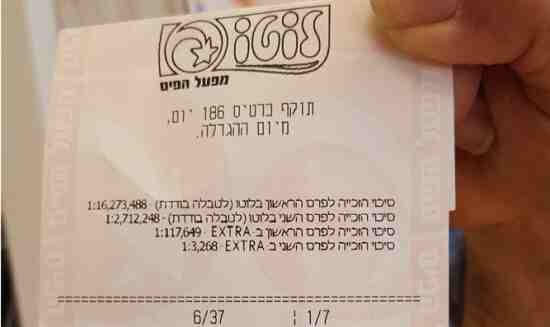 לוטו
מפעל הפיס
תוקף כרטיס 186 יום,
מיום ההגרלה.
סיכוי הזכייה לפרס הראשון בלוטו (לטבלה בודדת) - 1:16,273,488
סיכוי הזכייה לפרס השני בלוטו (לטבלה בודדת) - 1:2,712,248
סיכוי הזכייה לפרס הראשון ב- EXTRA - 1:117,649
סיכוי הזכייה לפרס השני ב- EXTRA - 1:3,268
6/37 ¦ 1/7